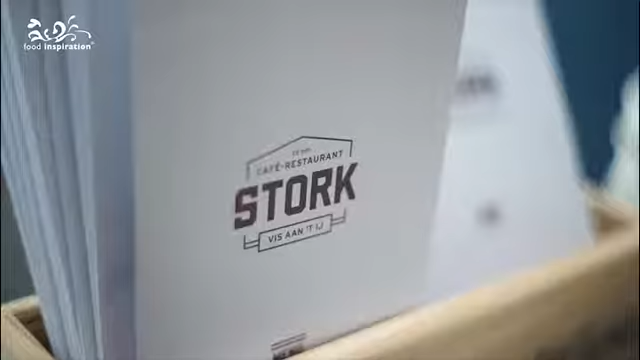 food inspiration
CAFÉ-RESTAURANT
STORK
VIS AAN 'T IJ